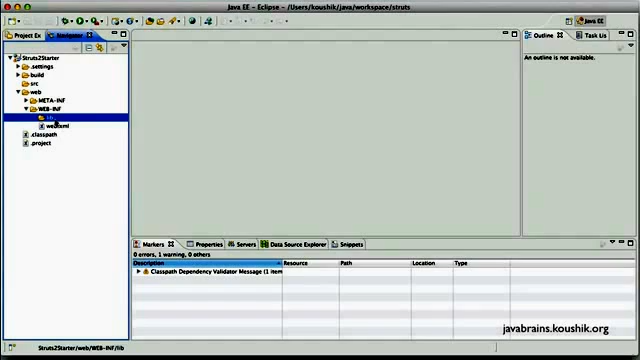 Java EE - Eclipse - /Users/koushik/java/workspace/struts
Java EE
Project Ex
Navigator
Outline
Task Lis
Struts2Starter
.settings
build
src
web
META-INF
WEB-INF
lib
web.xml
.classpath
.project
An outline is not available.
Markers
Properties
Servers
Data Source Explorer
Snippets
0 errors, 1 warning, 0 others
Description
Resource
Path
Location
Type
Classpath Dependency Validator Message (1 item
javabrains.koushik.org
Struts2Starter/web/WEB-INF/lib